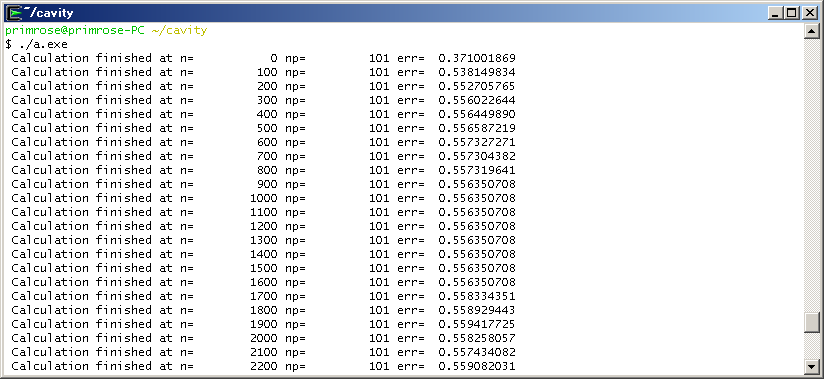 ~/cavity
primrose@primrose-PC ~/cavity
$ ./a.exe
Calculation finished at n= 0 np= 101 err= 0.371001869
Calculation finished at n= 100 np= 101 err= 0.538149834
Calculation finished at n= 200 np= 101 err= 0.552705765
Calculation finished at n= 300 np= 101 err= 0.556022644
Calculation finished at n= 400 np= 101 err= 0.556449890
Calculation finished at n= 500 np= 101 err= 0.556587219
Calculation finished at n= 600 np= 101 err= 0.557327271
Calculation finished at n= 700 np= 101 err= 0.557304382
Calculation finished at n= 800 np= 101 err= 0.557319641
Calculation finished at n= 900 np= 101 err= 0.556350708
Calculation finished at n= 1000 np= 101 err= 0.556350708
Calculation finished at n= 1100 np= 101 err= 0.556350708
Calculation finished at n= 1200 np= 101 err= 0.556350708
Calculation finished at n= 1300 np= 101 err= 0.556350708
Calculation finished at n= 1400 np= 101 err= 0.556350708
Calculation finished at n= 1500 np= 101 err= 0.556350708
Calculation finished at n= 1600 np= 101 err= 0.556350708
Calculation finished at n= 1700 np= 101 err= 0.558334351
Calculation finished at n= 1800 np= 101 err= 0.558929443
Calculation finished at n= 1900 np= 101 err= 0.559417725
Calculation finished at n= 2000 np= 101 err= 0.558258057
Calculation finished at n= 2100 np= 101 err= 0.557434082
Calculation finished at n= 2200 np= 101 err= 0.559082031